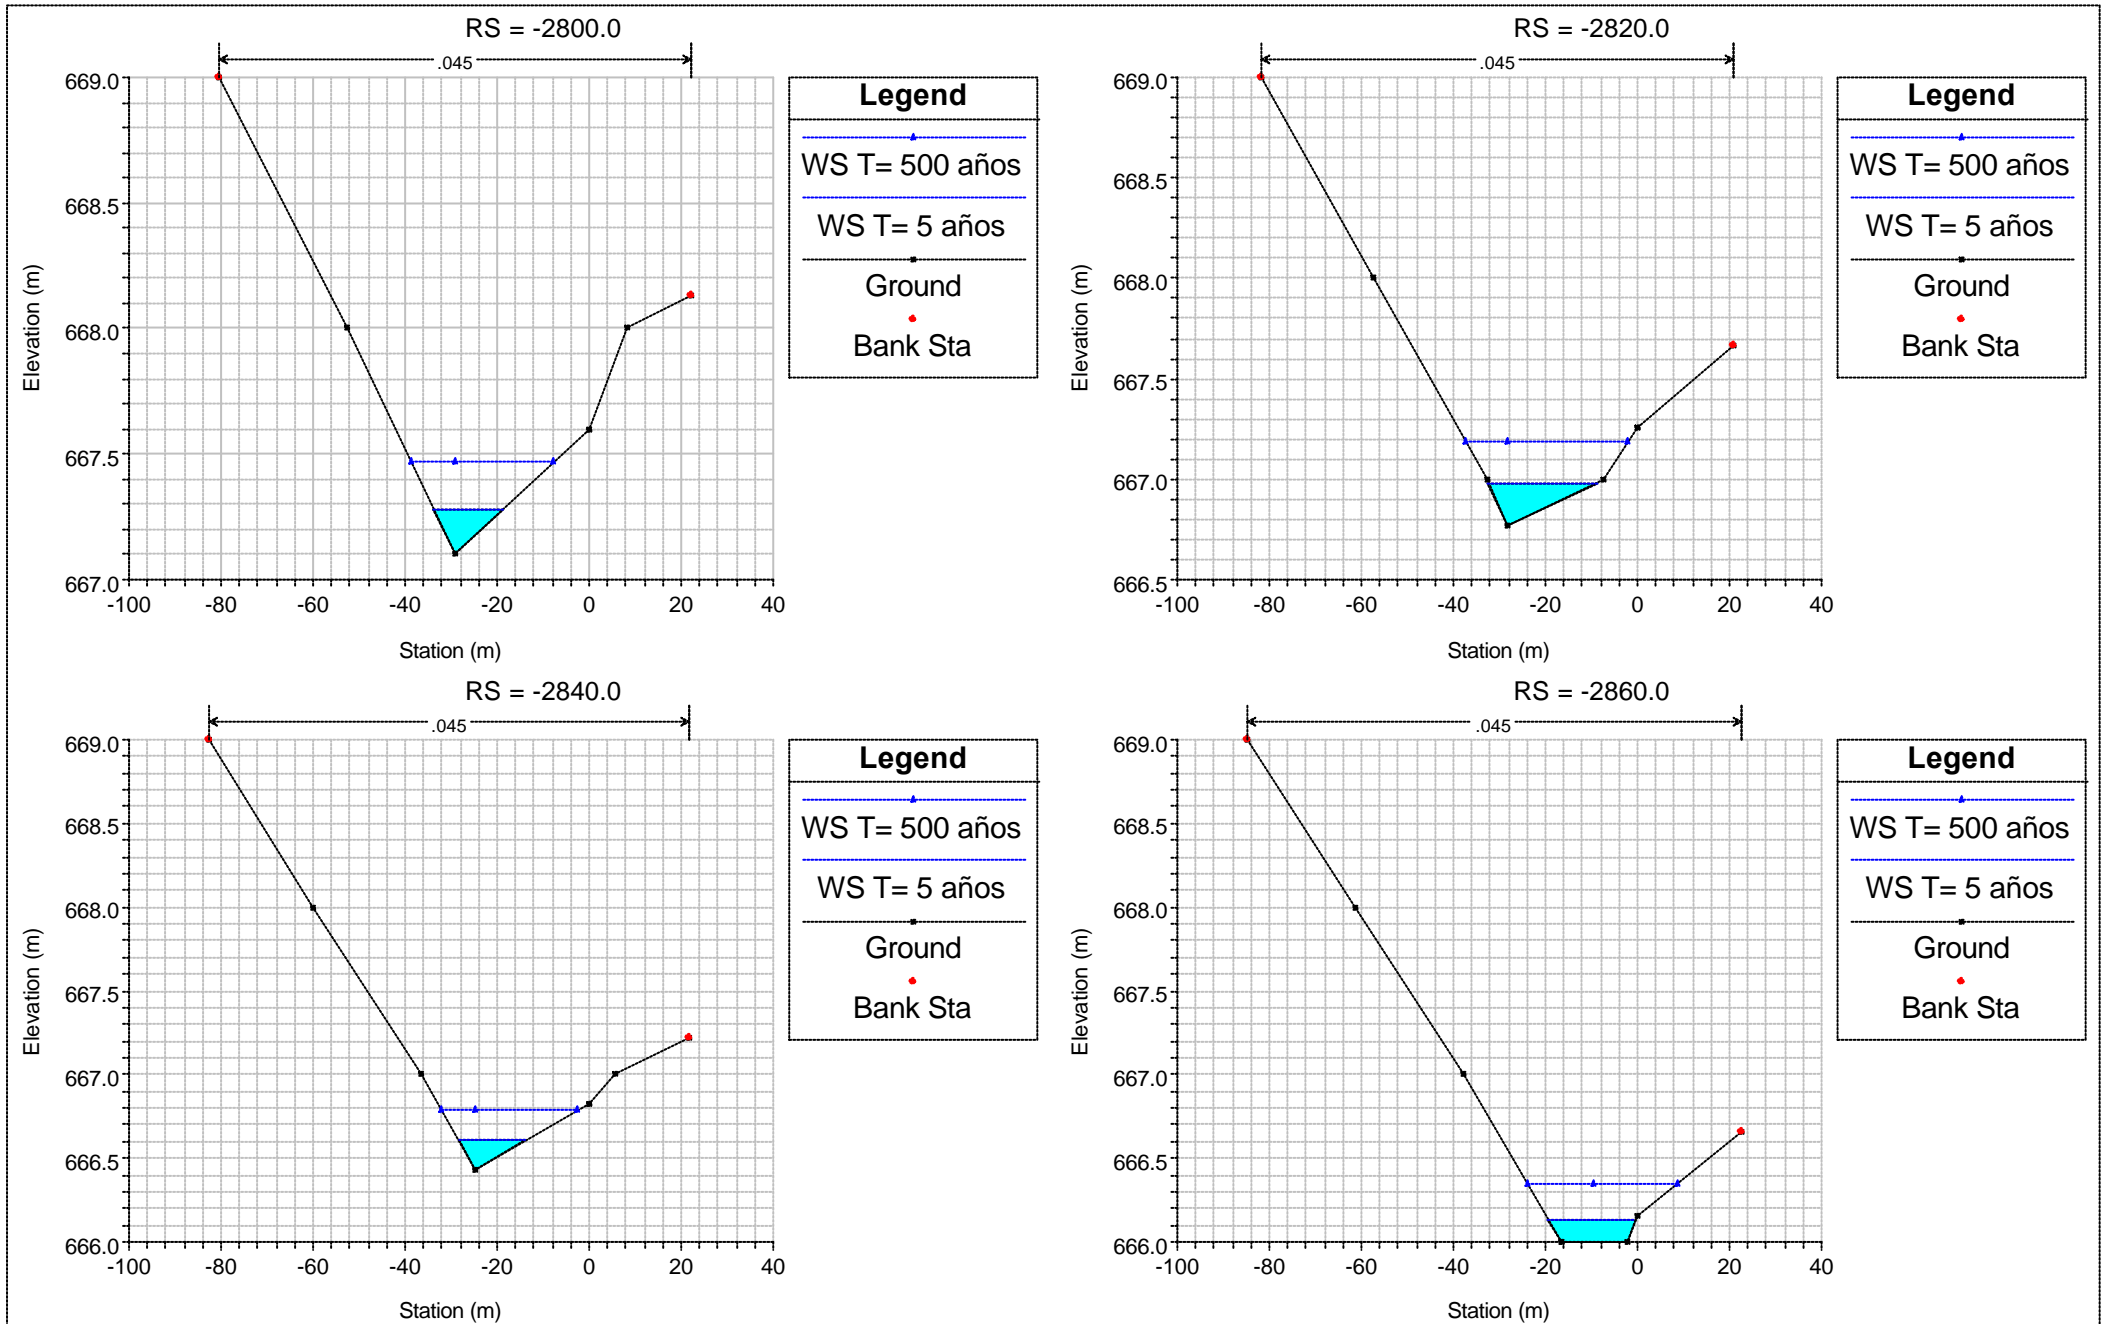 RS = -2800.0
.045
669.0
668.5
668.0
667.5
667.0
Elevation (m)
-100 -80 -60 -40 -20 0 20 40
Station (m)
Legend
WS T= 500 años
WS T= 5 años
Ground
Bank Sta
RS = -2820.0
.045
669.0
668.5
668.0
667.5
667.0
666.5
Elevation (m)
-100 -80 -60 -40 -20 0 20 40
Station (m)
Legend
WS T= 500 años
WS T= 5 años
Ground
Bank Sta
RS = -2840.0
.045
669.0
668.5
668.0
667.5
667.0
666.5
666.0
Elevation (m)
-100 -80 -60 -40 -20 0 20 40
Station (m)
Legend
WS T= 500 años
WS T= 5 años
Ground
Bank Sta
RS = -2860.0
.045
669.0
668.5
668.0
667.5
667.0
666.5
666.0
Elevation (m)
-100 -80 -60 -40 -20 0 20 40
Station (m)
Legend
WS T= 500 años
WS T= 5 años
Ground
Bank Sta